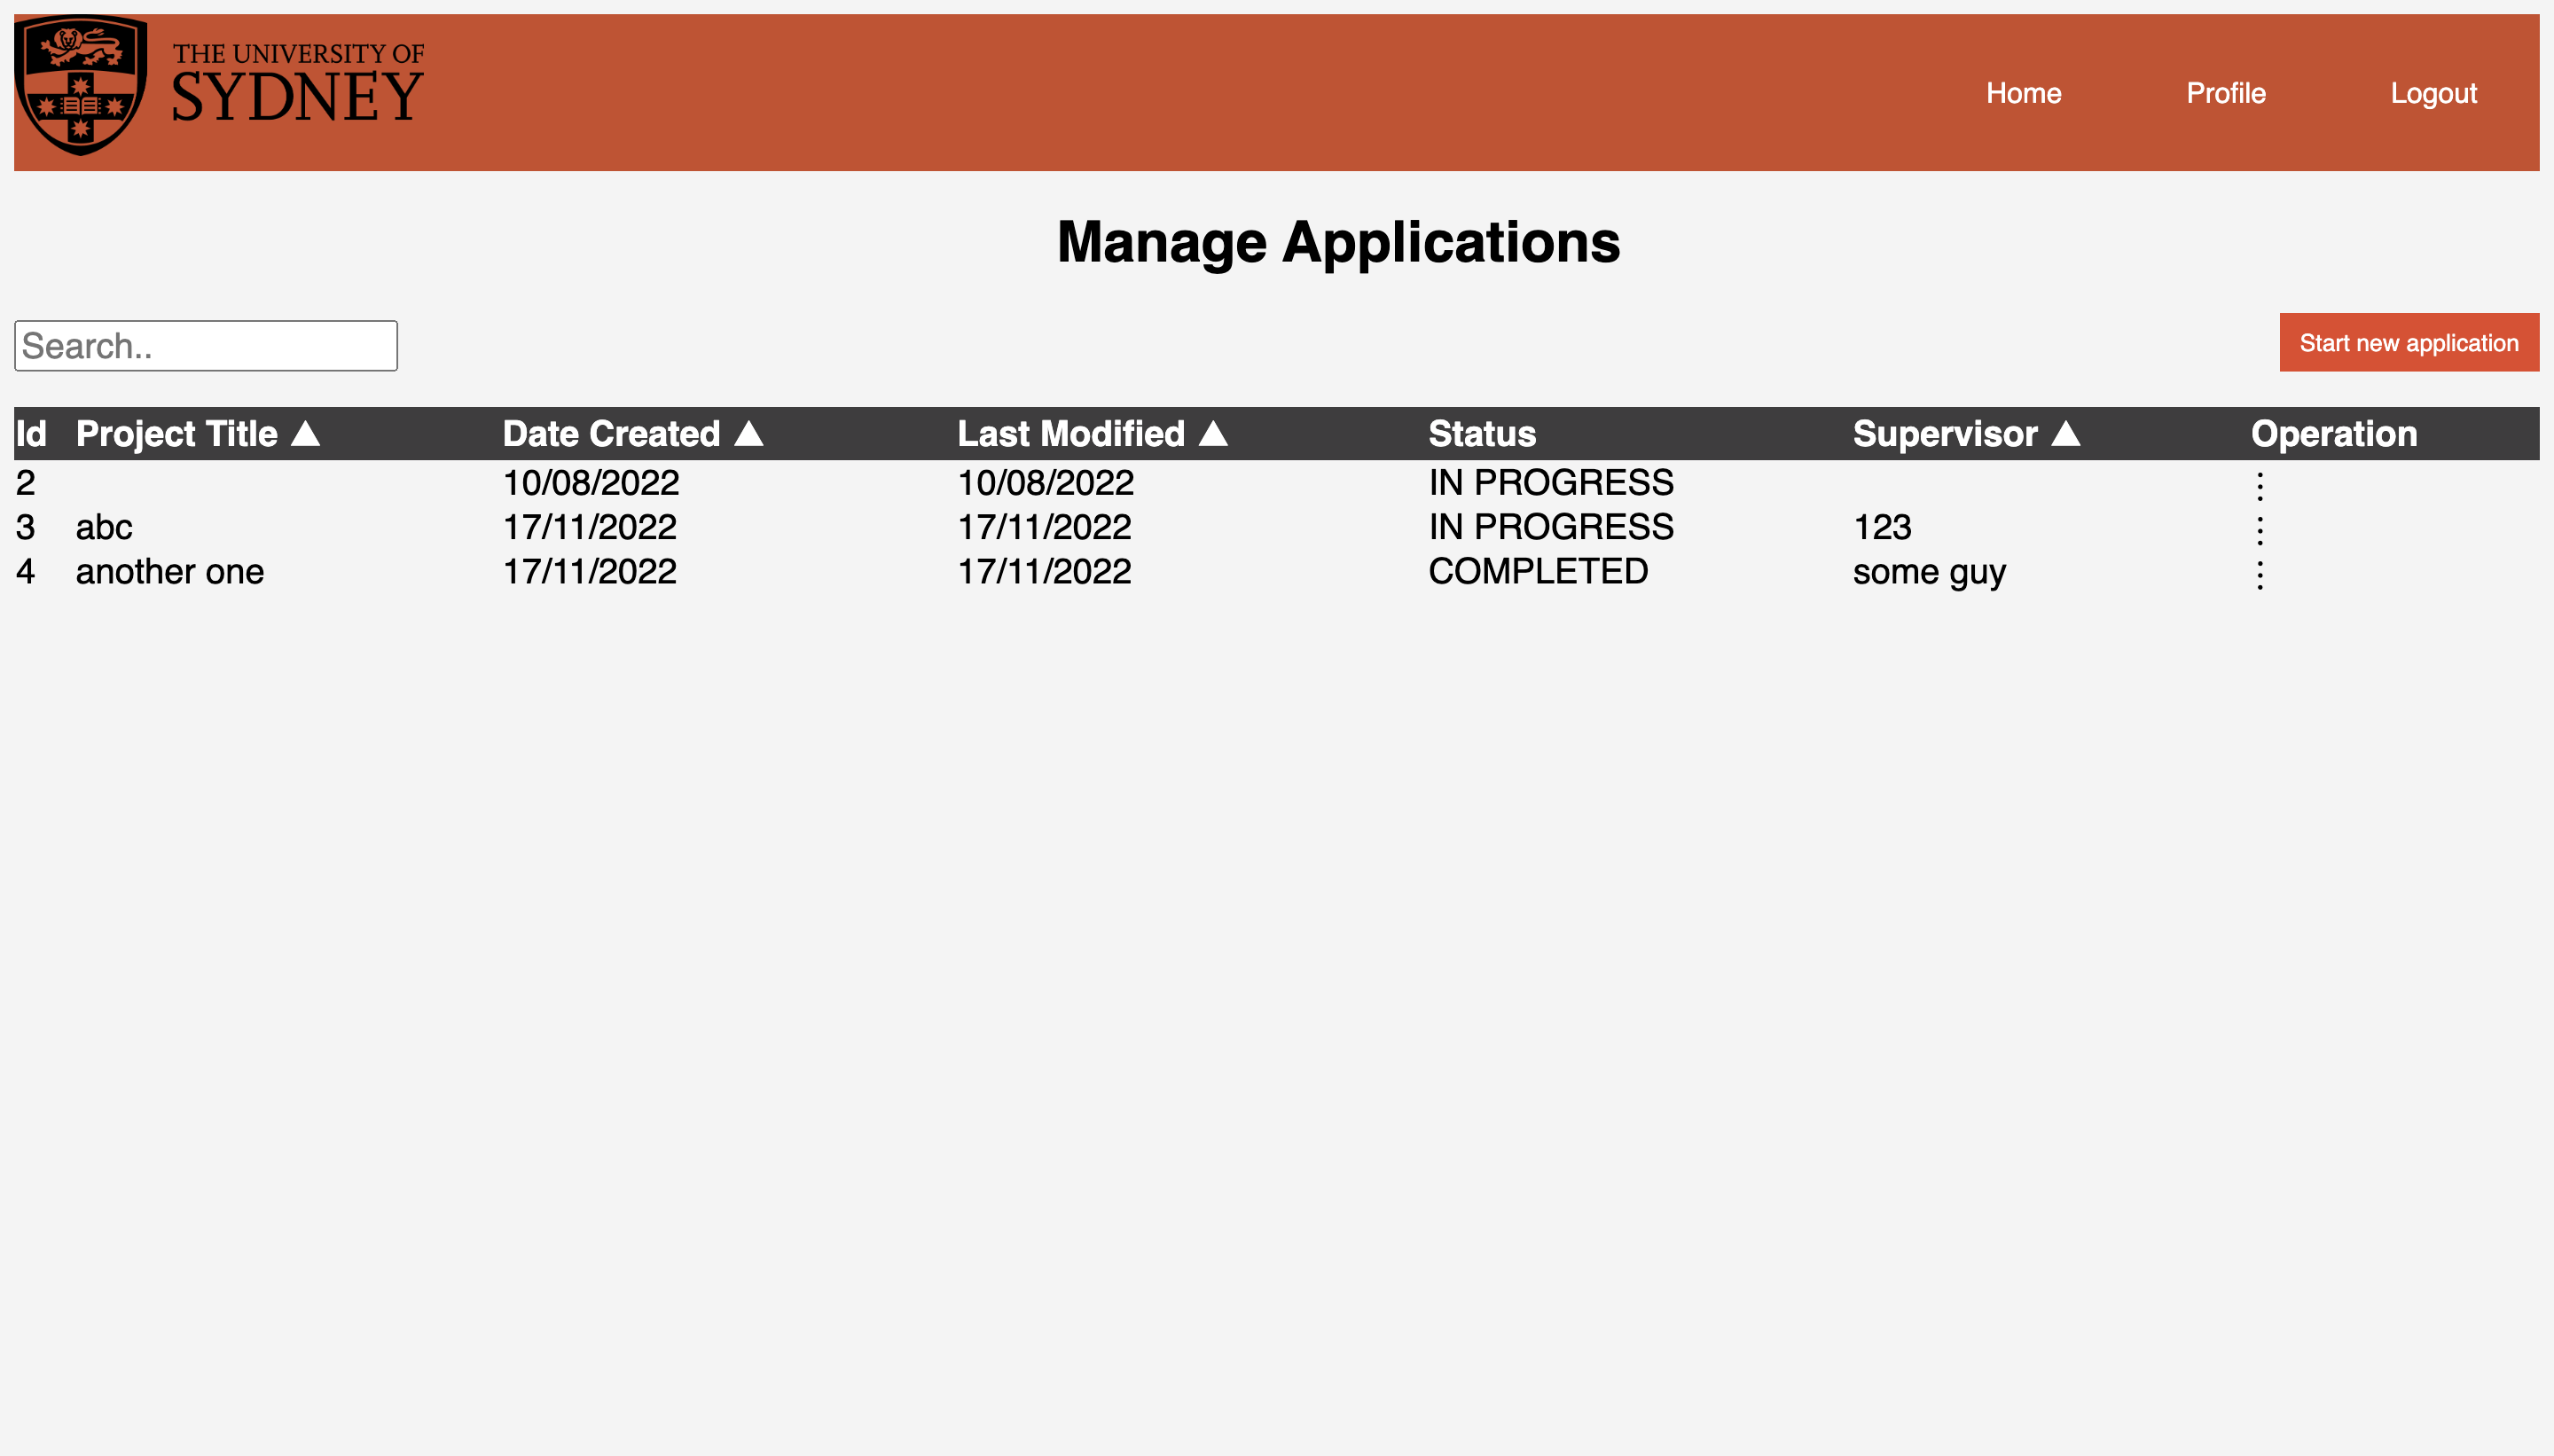 THE UNIVERSITY OF
SYDNEY
Home Profile Logout
Manage Applications
Search..
Start new application
Id Project Title ▲ Date Created ▲ Last Modified ▲ Status Supervisor ▲ Operation
2 10/08/2022 10/08/2022 IN PROGRESS ⋮
3 abc 17/11/2022 17/11/2022 IN PROGRESS 123 ⋮
4 another one 17/11/2022 17/11/2022 COMPLETED some guy ⋮